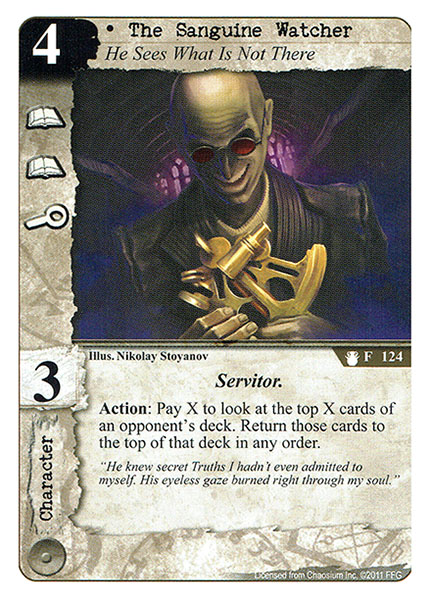 4
• The Sanguine Watcher
He Sees What Is Not There
Illus. Nikolay Stoyanov
F 124
3
Servitor.
Action: Pay X to look at the top X cards of
an opponent's deck. Return those cards to
the top of that deck in any order.
“He knew secret Truths I hadn't even admitted to
myself. His eyeless gaze burned right through my soul.”
Character
Licensed from Chaosium Inc. ©2011 FFG